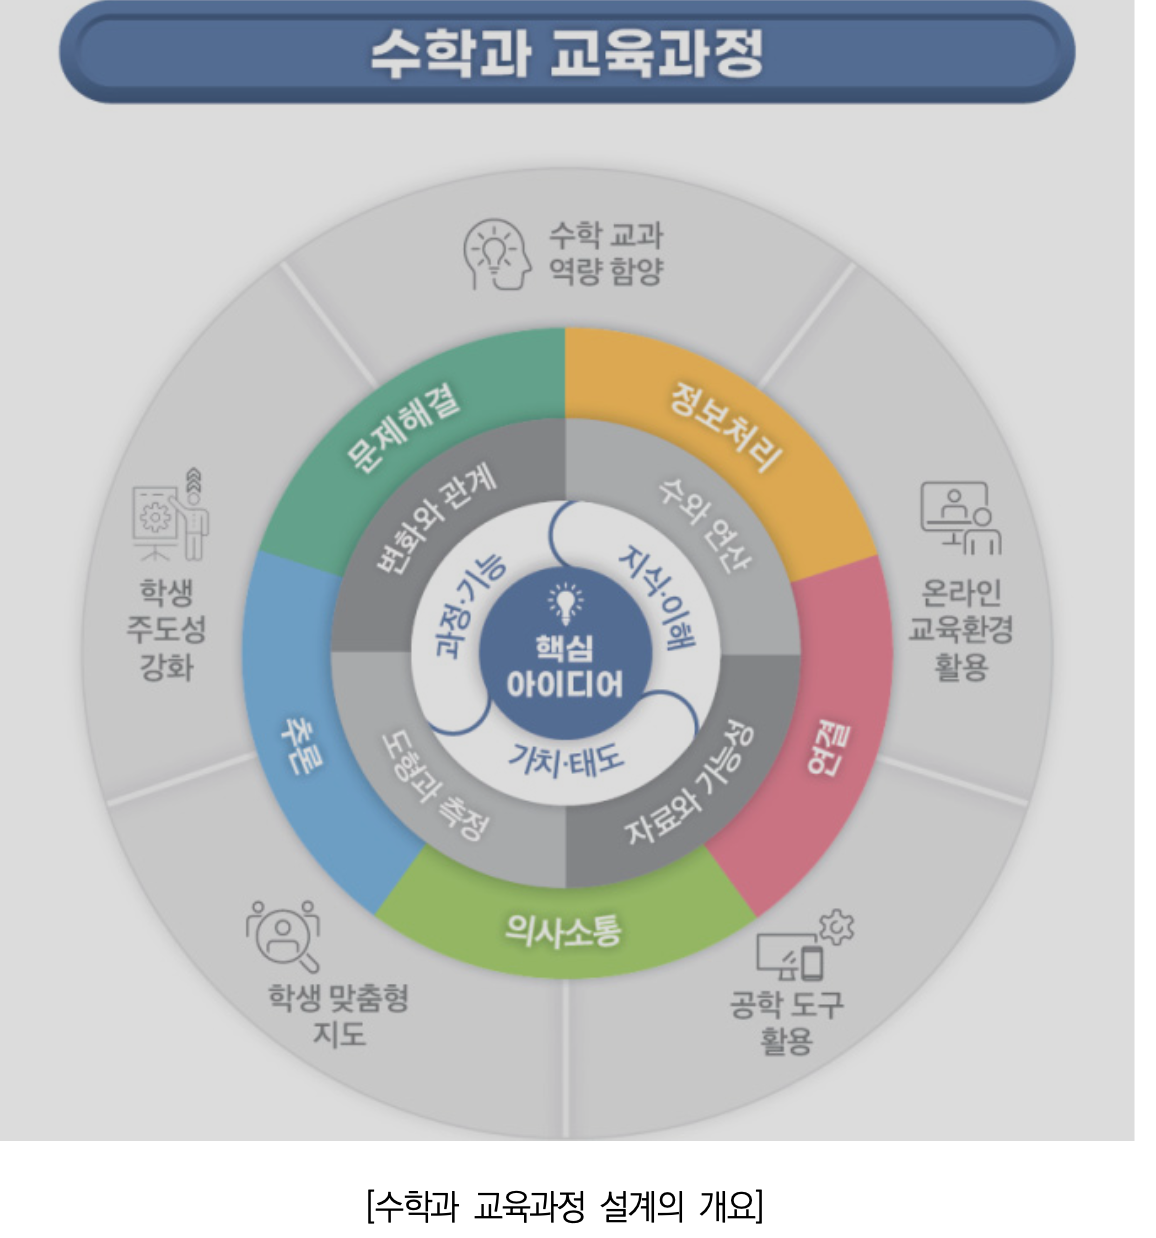 수학과 교육과정
수학 교과
역량 함양
문제해결
정보처리
변화와 관계
수와 연산
과정·기능
지식·이해
핵심
아이디어
학생
주도성
강화
온라인
교육환경
활용
추론
연결
도형과 측정
가치·태도
자료와 가능성
의사소통
학생 맞춤형
지도
공학 도구
활용
[수학과 교육과정 설계의 개요]